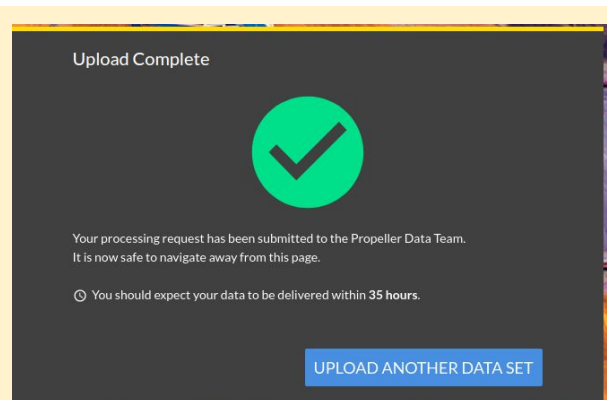 Upload Complete
Your processing request has been submitted to the Propeller Data Team.
It is now safe to navigate away from this page.
You should expect your data to be delivered within 35 hours.
UPLOAD ANOTHER DATA SET